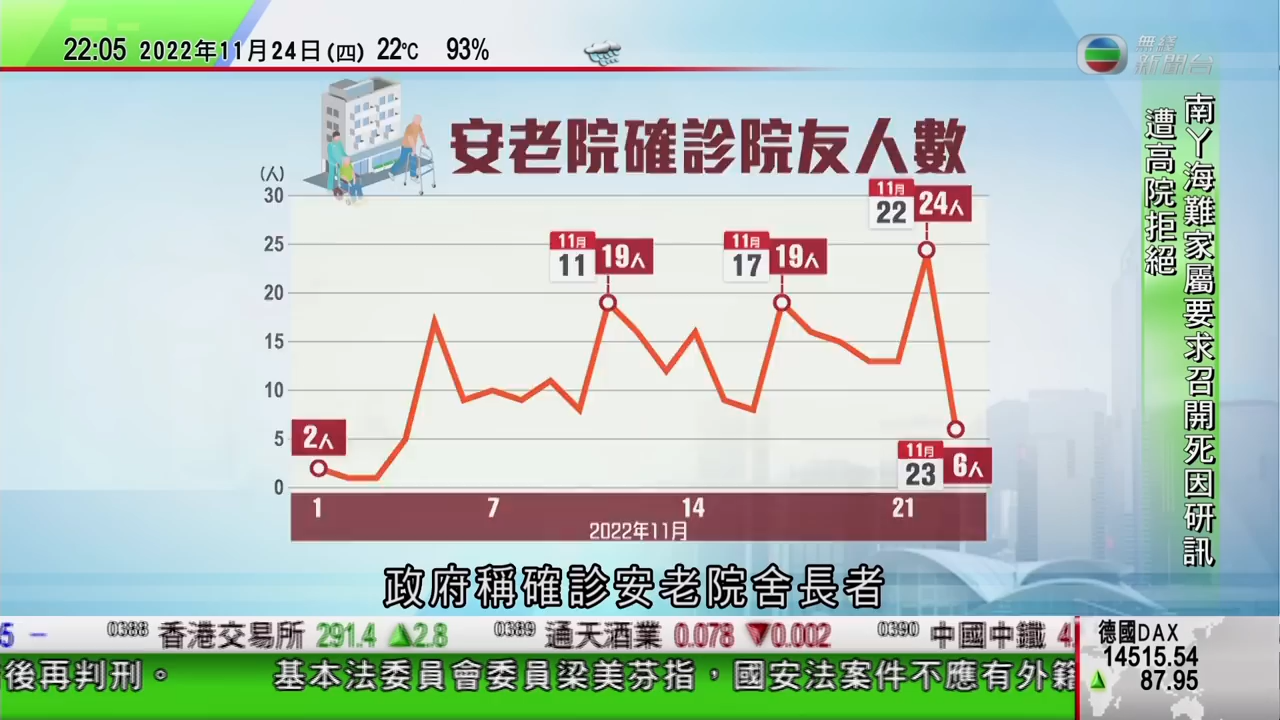 22:05 2022年11月24日(四) 22℃ 93%
無綫
新聞台
安老院確診院友人數
(人)
30
25
20
15
10
5
0
2人
11月
11
19人
11月
17
19人
11月
22
24人
11月
23
6人
1 7 14 21
2022年11月
南丫海難家屬要求召開死因研訊
遭高院拒絕
政府稱確診安老院舍長者
5 – 0388 香港交易所 291.4 ▲2.8 0389 通天酒業 0.078 ▼0.002 0390 中國中鐵 4
後再判刑。 基本法委員會委員梁美芬指，國安法案件不應有外籍
德國DAX
14515.54
▲ 87.95